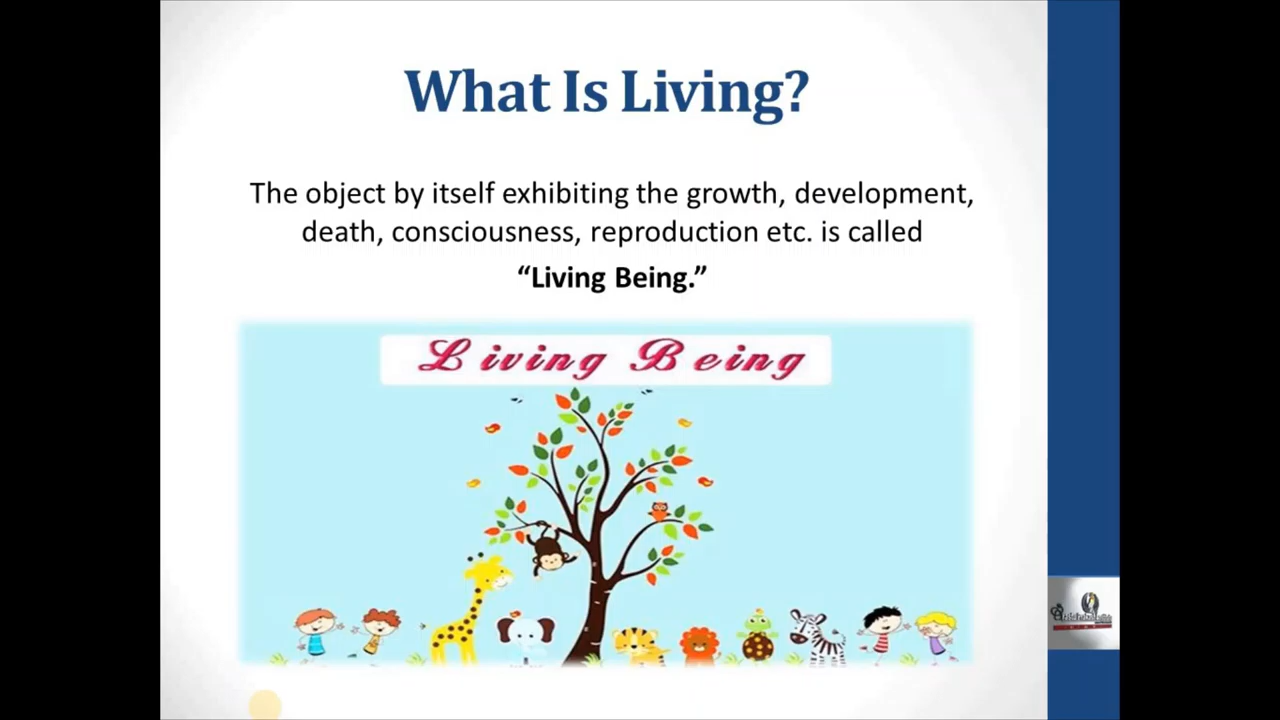 What Is Living?
The object by itself exhibiting the growth, development,
death, consciousness, reproduction etc. is called
“Living Being.”
Living Being